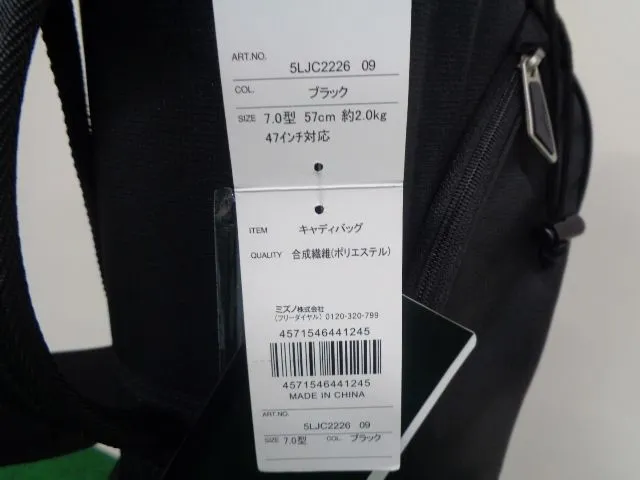 ART.NO. 5LJC2226 09
COL. ブラック
SIZE 7.0型 57cm 約2.0kg
47インチ対応
ITEM キャディバッグ
QUALITY 合成繊維(ポリエステル)
ミズノ株式会社
(フリーダイヤル) 0120-320-799
4571546441245
4571546441245
MADE IN CHINA
ART.NO. 5LJC2226 09
SIZE 7.0型 COL. ブラック